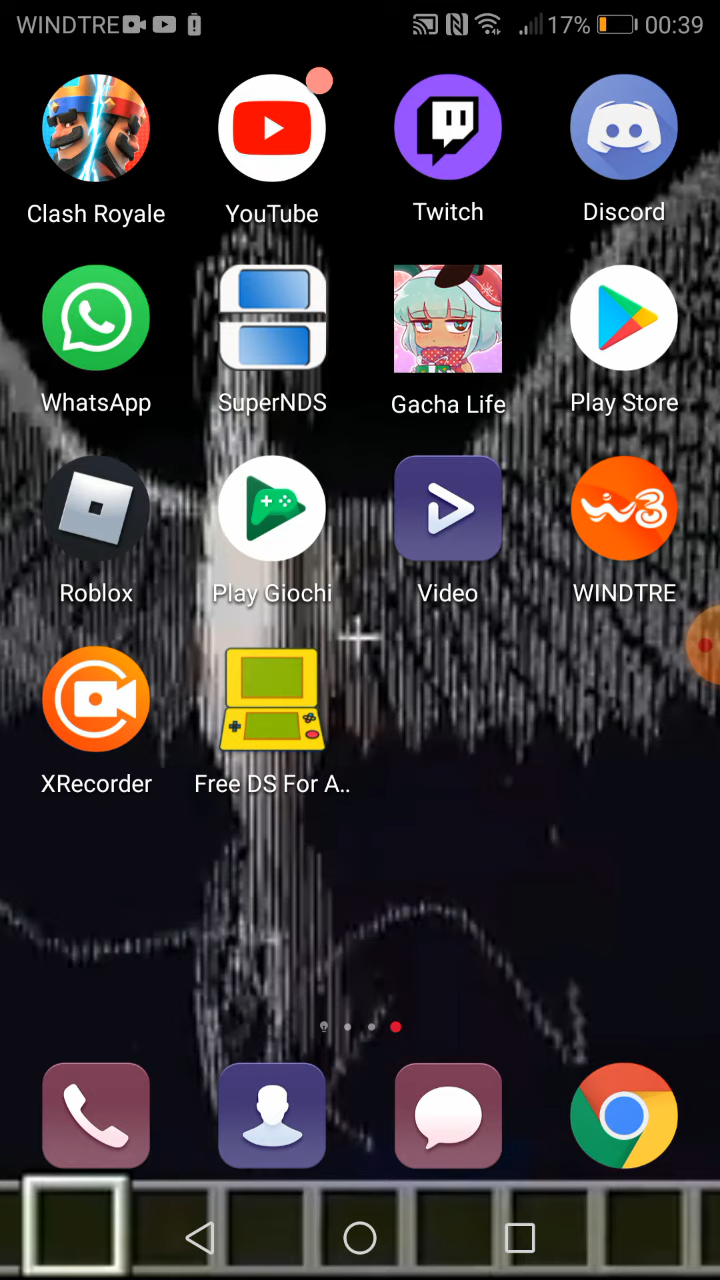 WINDTRE 17% 00:39
Clash Royale YouTube Twitch Discord
WhatsApp SuperNDS Gacha Life Play Store
Roblox Play Giochi Video WINDTRE
XRecorder Free DS For A..